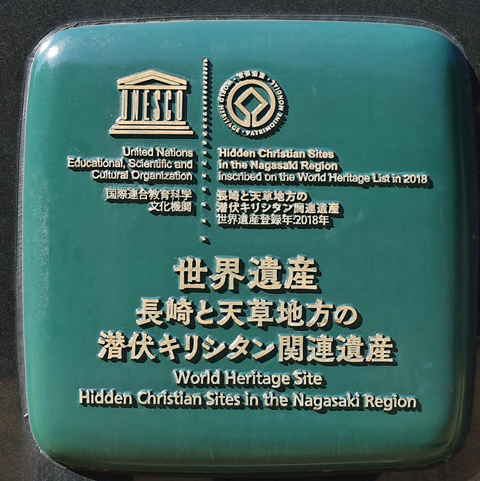 UNESCO
WORLD HERITAGE · PATRIMOINE MONDIAL
United Nations
Educational, Scientific and
Cultural Organization
国際連合教育科学
文化機関
Hidden Christian Sites
in the Nagasaki Region
inscribed on the World Heritage List in 2018
長崎と天草地方の
潜伏キリシタン関連遺産
世界遺産登録年2018年
世界遺産
長崎と天草地方の
潜伏キリシタン関連遺産
World Heritage Site
Hidden Christian Sites in the Nagasaki Region